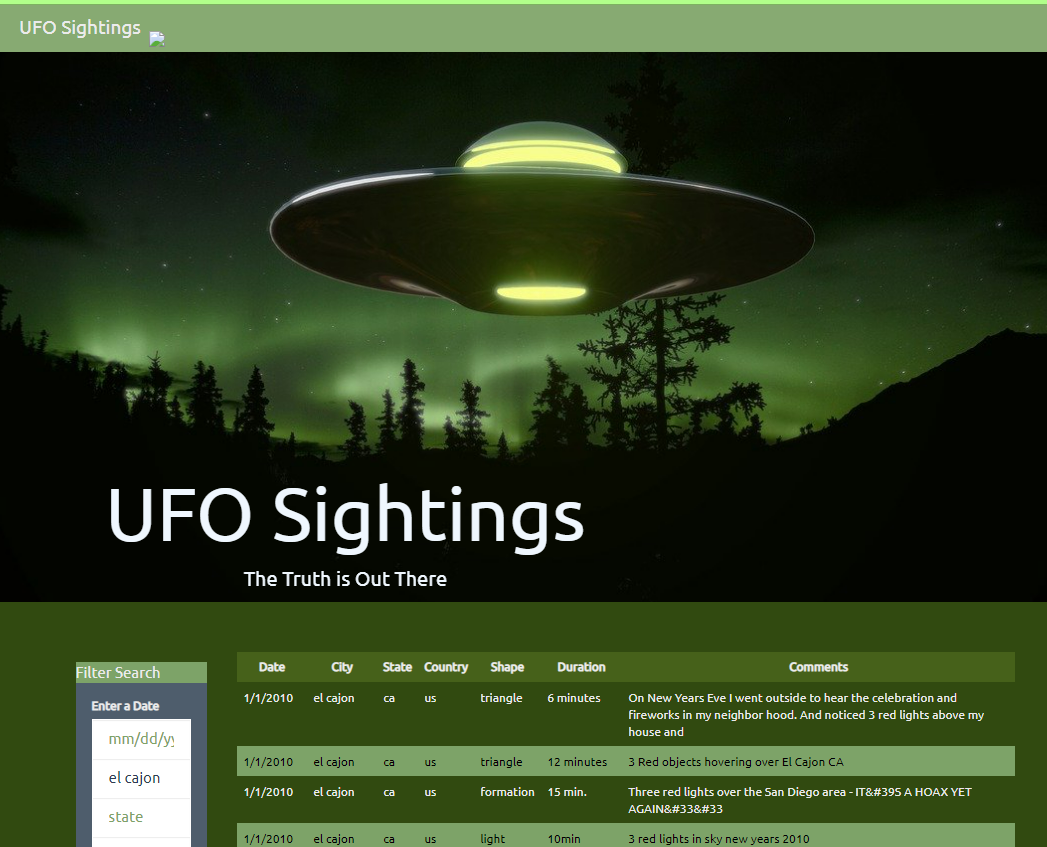 UFO Sightings
UFO Sightings
The Truth is Out There
Filter Search
Enter a Date
mm/dd/yy
el cajon
state
Date City State Country Shape Duration Comments
1/1/2010 el cajon ca us triangle 6 minutes On New Years Eve I went outside to hear the celebration and
fireworks in my neighbor hood. And noticed 3 red lights above my
house and
1/1/2010 el cajon ca us triangle 12 minutes 3 Red objects hovering over El Cajon CA
1/1/2010 el cajon ca us formation 15 min. Three red lights over the San Diego area - IT&#395 A HOAX YET
AGAIN&#33&#33
1/1/2010 el cajon ca us light 10min 3 red lights in sky new years 2010